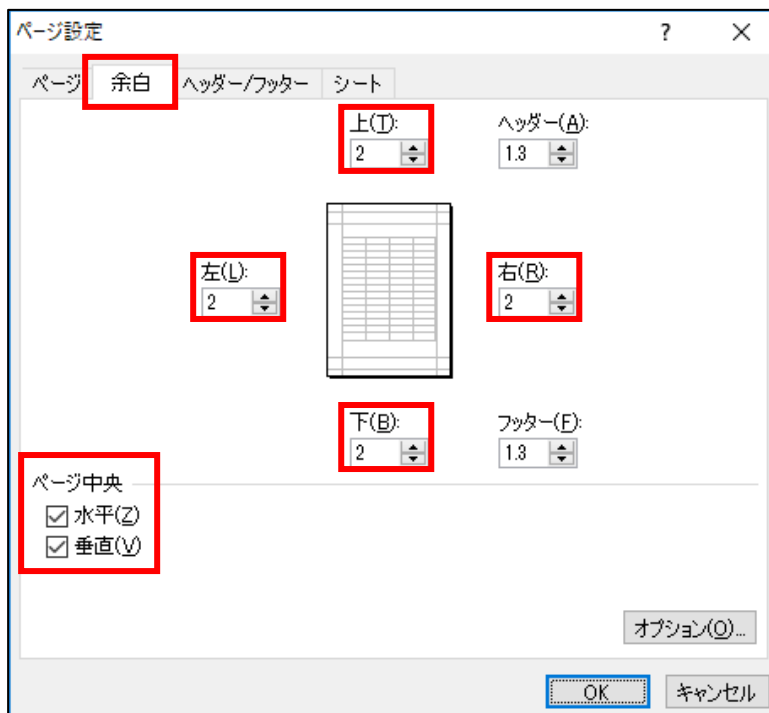 ページ設定 ? ×
ページ 余白 ヘッダー/フッター シート
上(T): ヘッダー(A):
2 1.3
左(L): 右(R):
2 2
下(B): フッター(F):
2 1.3
ページ中央
水平(Z)
垂直(V)
オプション(O)...
OK キャンセル